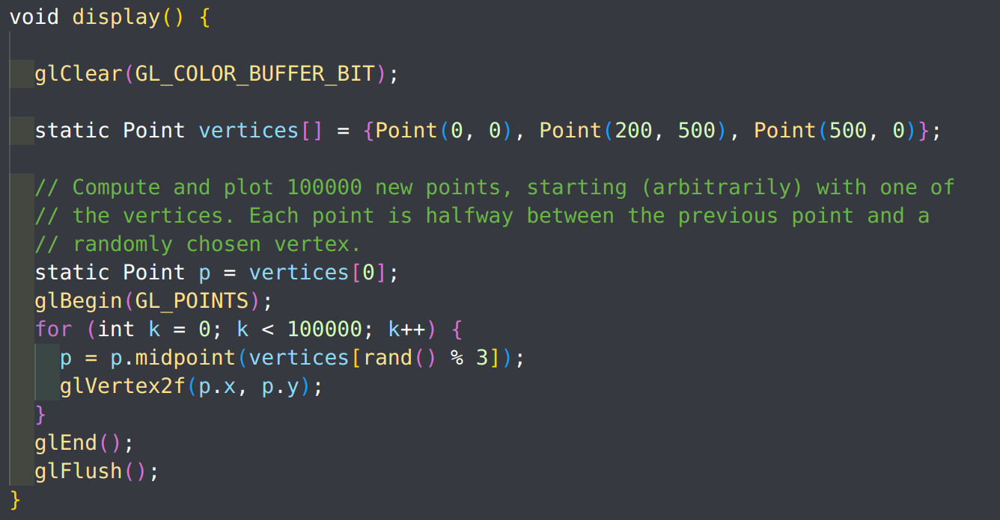 void display() {
glClear(GL_COLOR_BUFFER_BIT);
static Point vertices[] = {Point(0, 0), Point(200, 500), Point(500, 0)};
// Compute and plot 100000 new points, starting (arbitrarily) with one of
// the vertices. Each point is halfway between the previous point and a
// randomly chosen vertex.
static Point p = vertices[0];
glBegin(GL_POINTS);
for (int k = 0; k < 100000; k++) {
p = p.midpoint(vertices[rand() % 3]);
glVertex2f(p.x, p.y);
}
glEnd();
glFlush();
}